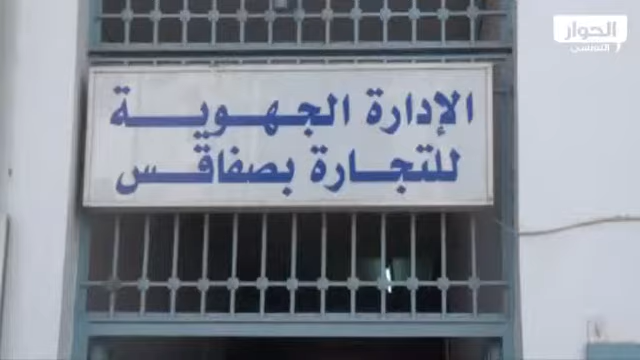 الحوار
التونسي
الإدارة الجهوية
للتجارة بصفاقس